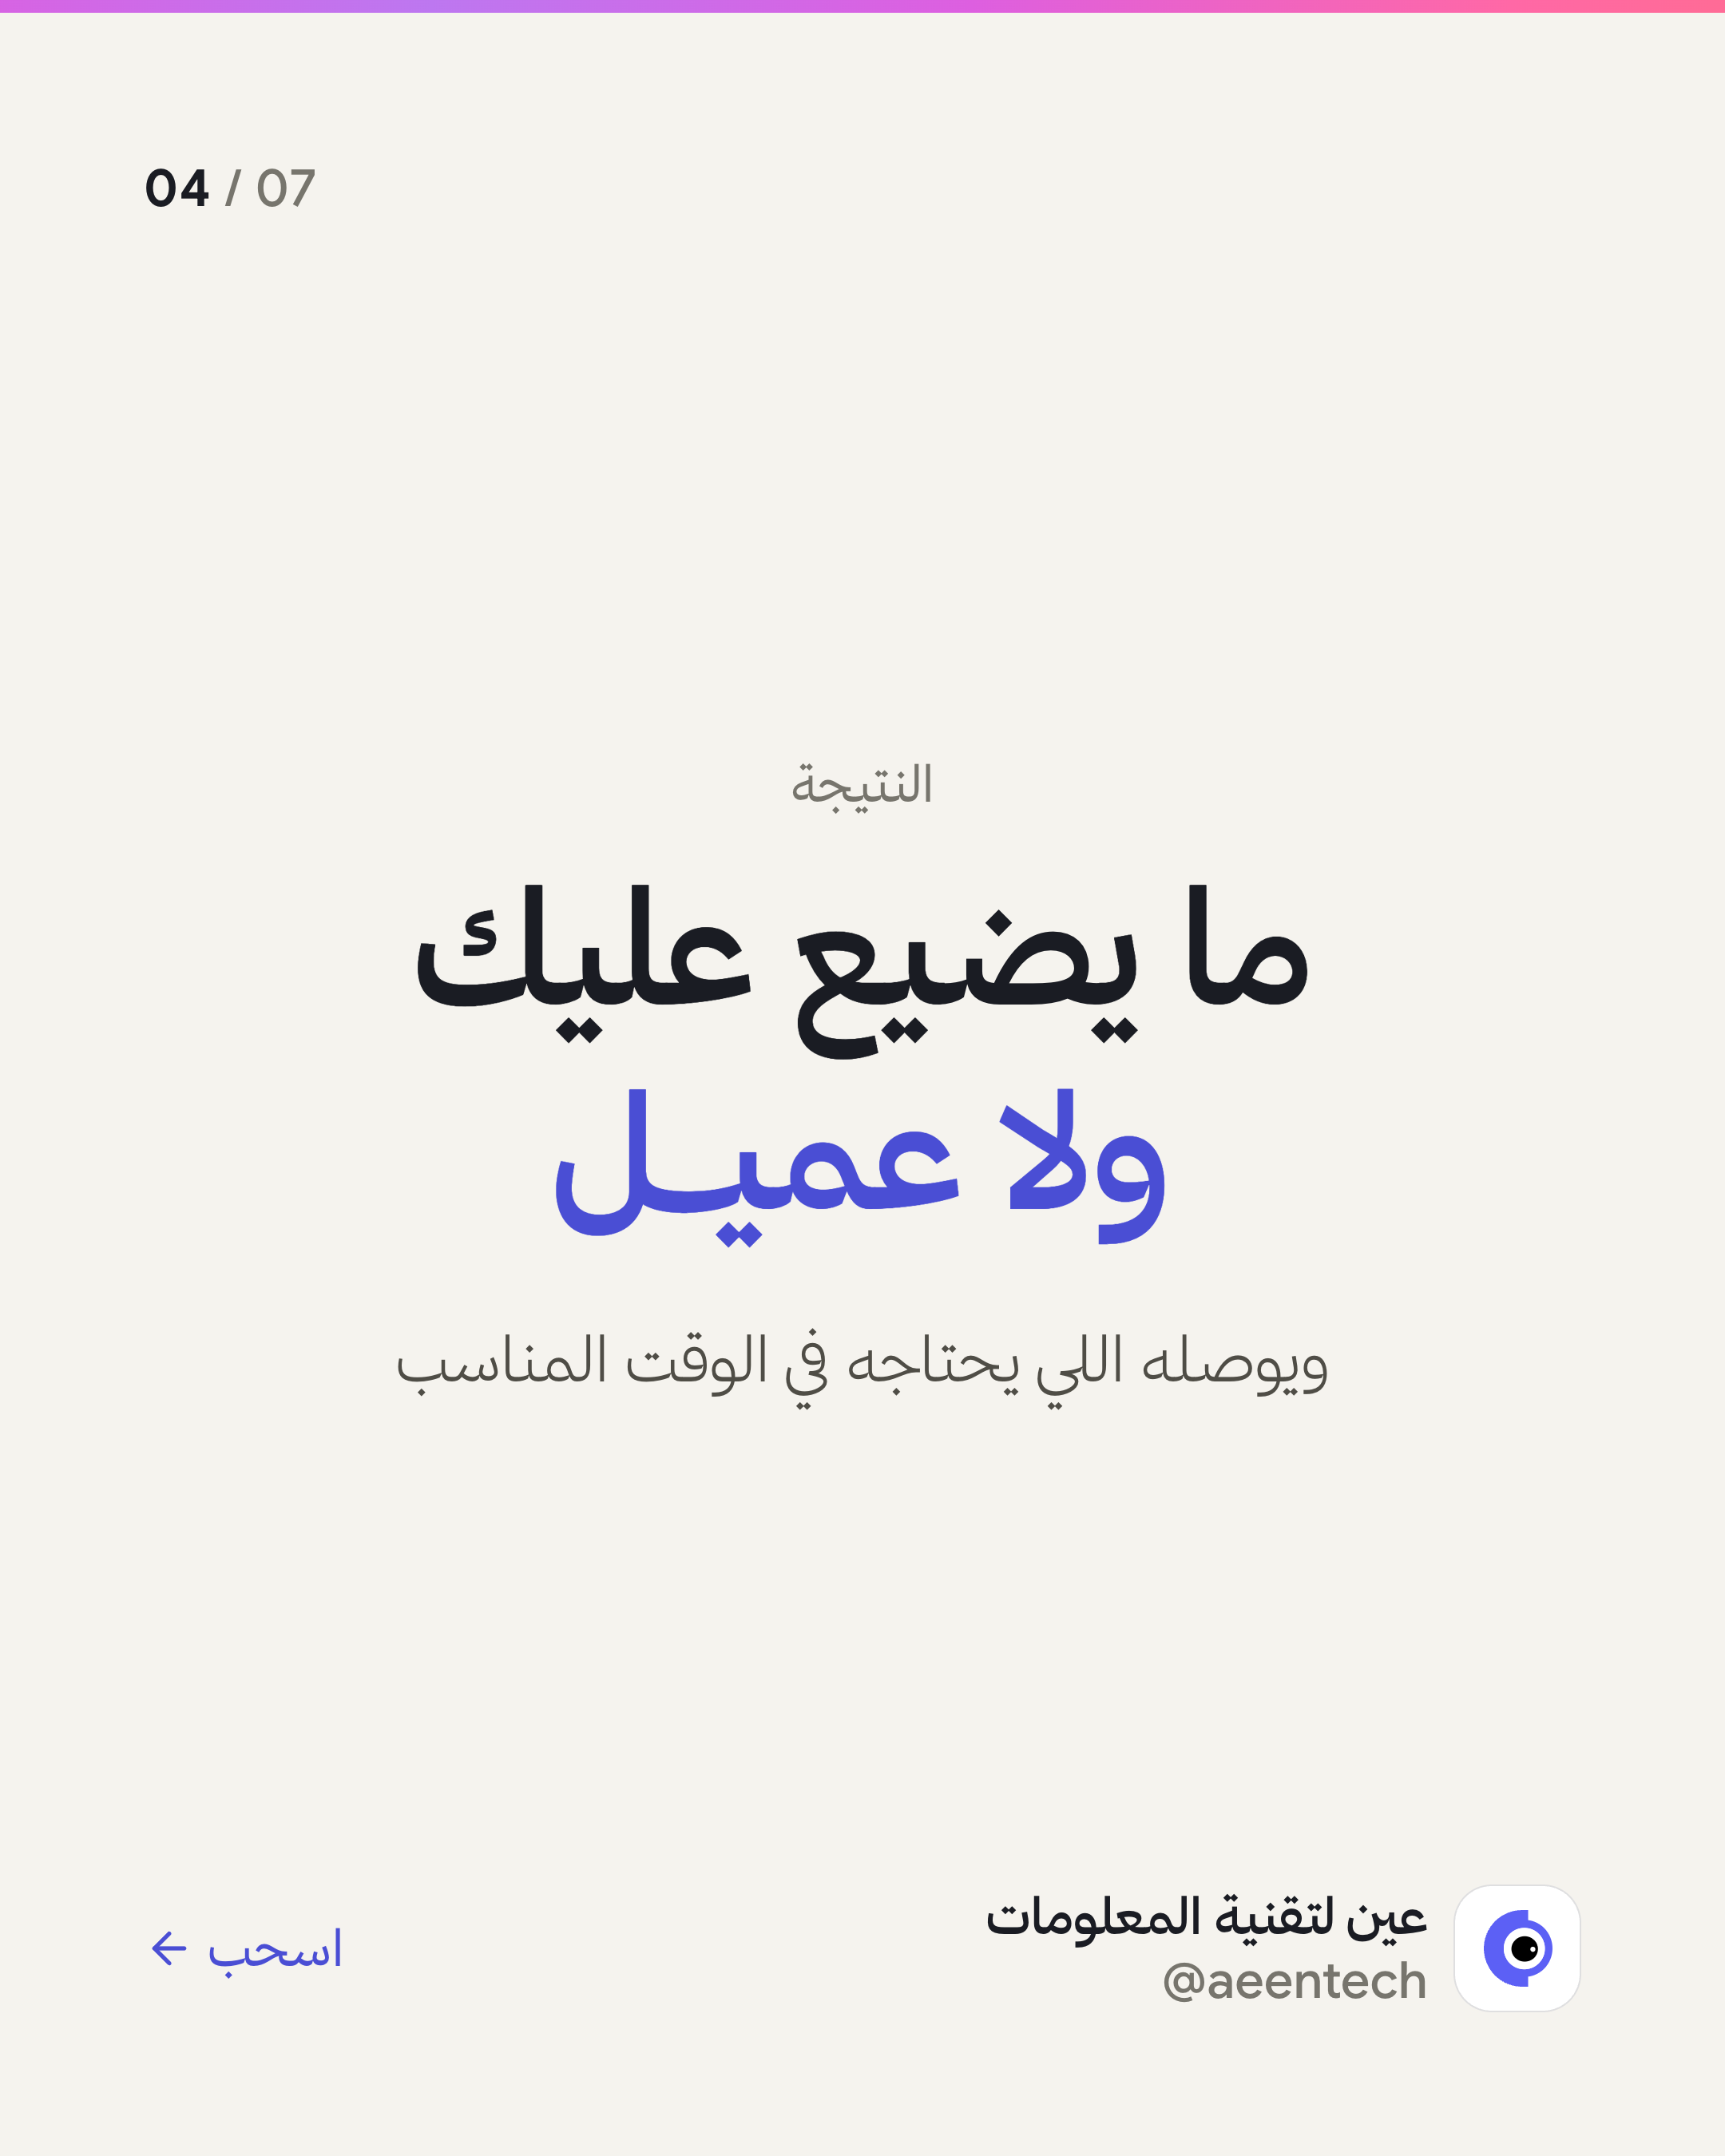 04 / 07
النتيجة
ما يضيع عليك
ولا عميـل
ويوصله اللي يحتاجه في الوقت المناسب
عين لتقنية المعلومات
@aeentech
اسحب ←